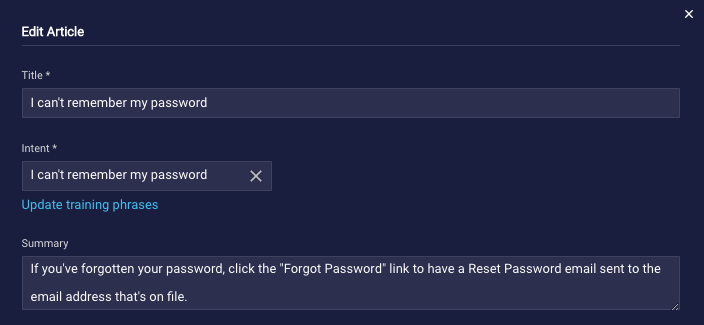 Edit Article
Title *
I can't remember my password
Intent *
I can't remember my password
Update training phrases
Summary
If you've forgotten your password, click the "Forgot Password" link to have a Reset Password email sent to the
email address that's on file.